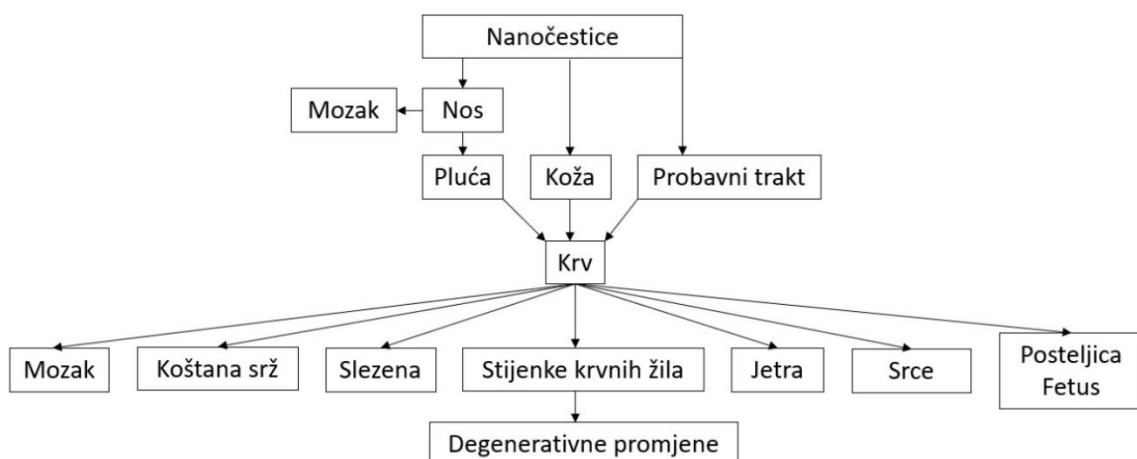 Nanočestice
Mozak
Nos
Pluća
Koža
Probavni trakt
Krv
Mozak
Koštana srž
Slezena
Stijenke krvnih žila
Jetra
Srce
Posteljica
Fetus
Degenerativne promjene